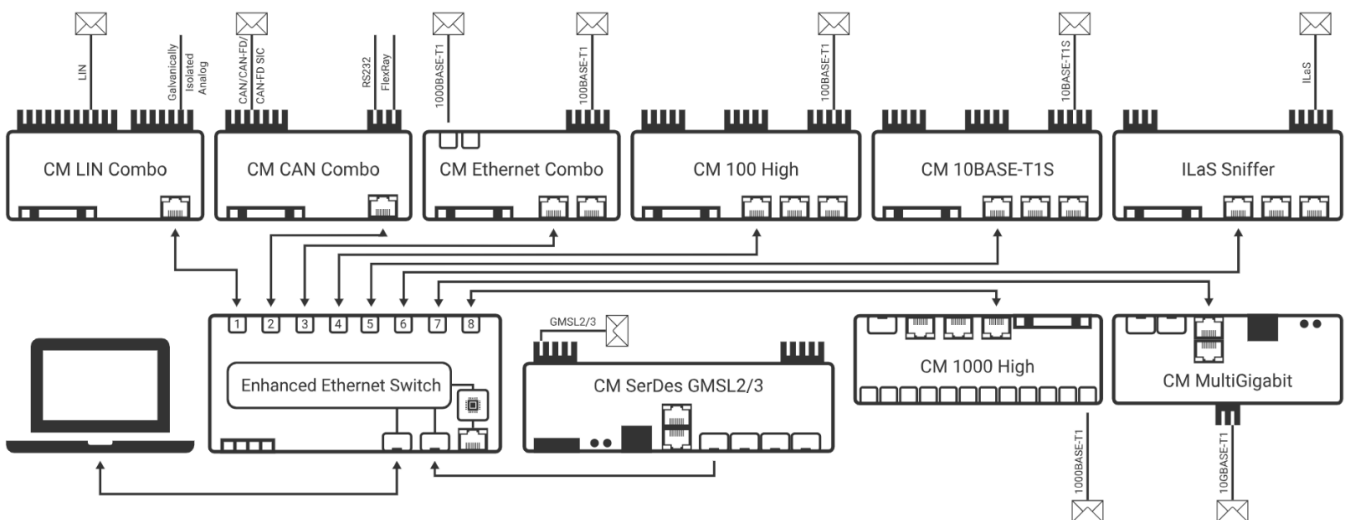 LIN
Galvanically
Isolated
Analog
CAN/CAN-FD/
CAN-FD SIC
RS232
FlexRay
1000BASE-T1
100BASE-T1
100BASE-T1
10BASE-T1S
ILaS
CM LIN Combo
CM CAN Combo
CM Ethernet Combo
CM 100 High
CM 10BASE-T1S
ILaS Sniffer
1 2 3 4 5 6 7 8
GMSL2/3
Enhanced Ethernet Switch
CM SerDes GMSL2/3
CM 1000 High
CM MultiGigabit
1000BASE-T1
10GBASE-T1